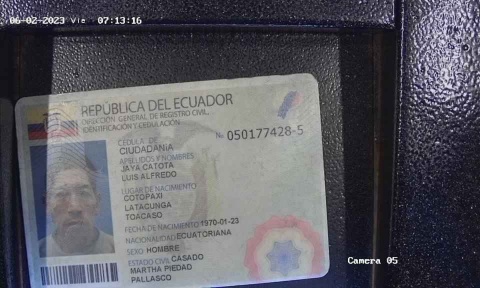 06-02-2023 Vie 07:13:16
REPÚBLICA DEL ECUADOR
DIRECCIÓN GENERAL DE REGISTRO CIVIL,
IDENTIFICACIÓN Y CEDULACIÓN
CÉDULA DE No 050177428-5
CIUDADANÍA
APELLIDOS Y NOMBRES
JAYA CATOTA
LUIS ALFREDO
LUGAR DE NACIMIENTO
COTOPAXI
LATACUNGA
TOACASO
FECHA DE NACIMIENTO 1970-01-23
NACIONALIDAD ECUATORIANA
SEXO HOMBRE
ESTADO CIVIL CASADO
MARTHA PIEDAD
PALLASCO
Camera 05